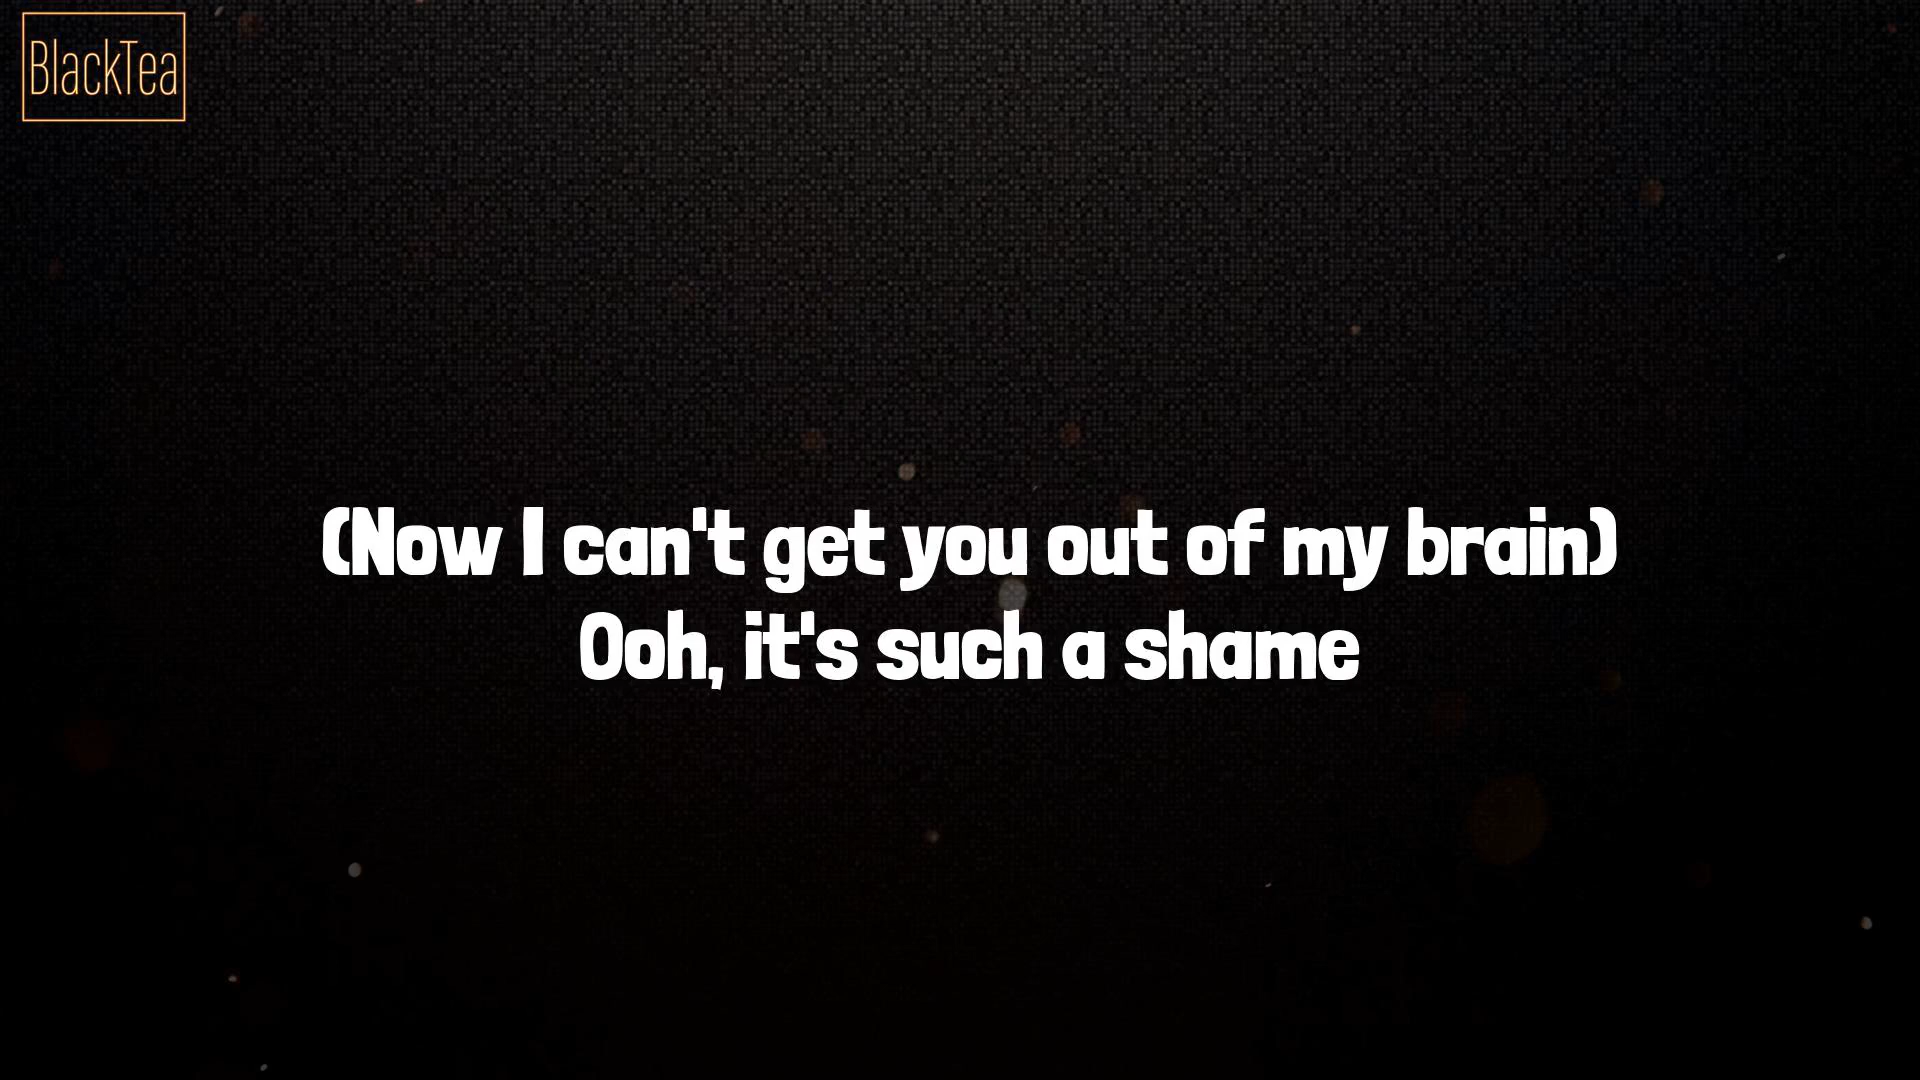 BlackTea
(Now I can't get you out of my brain)
Ooh, it's such a shame